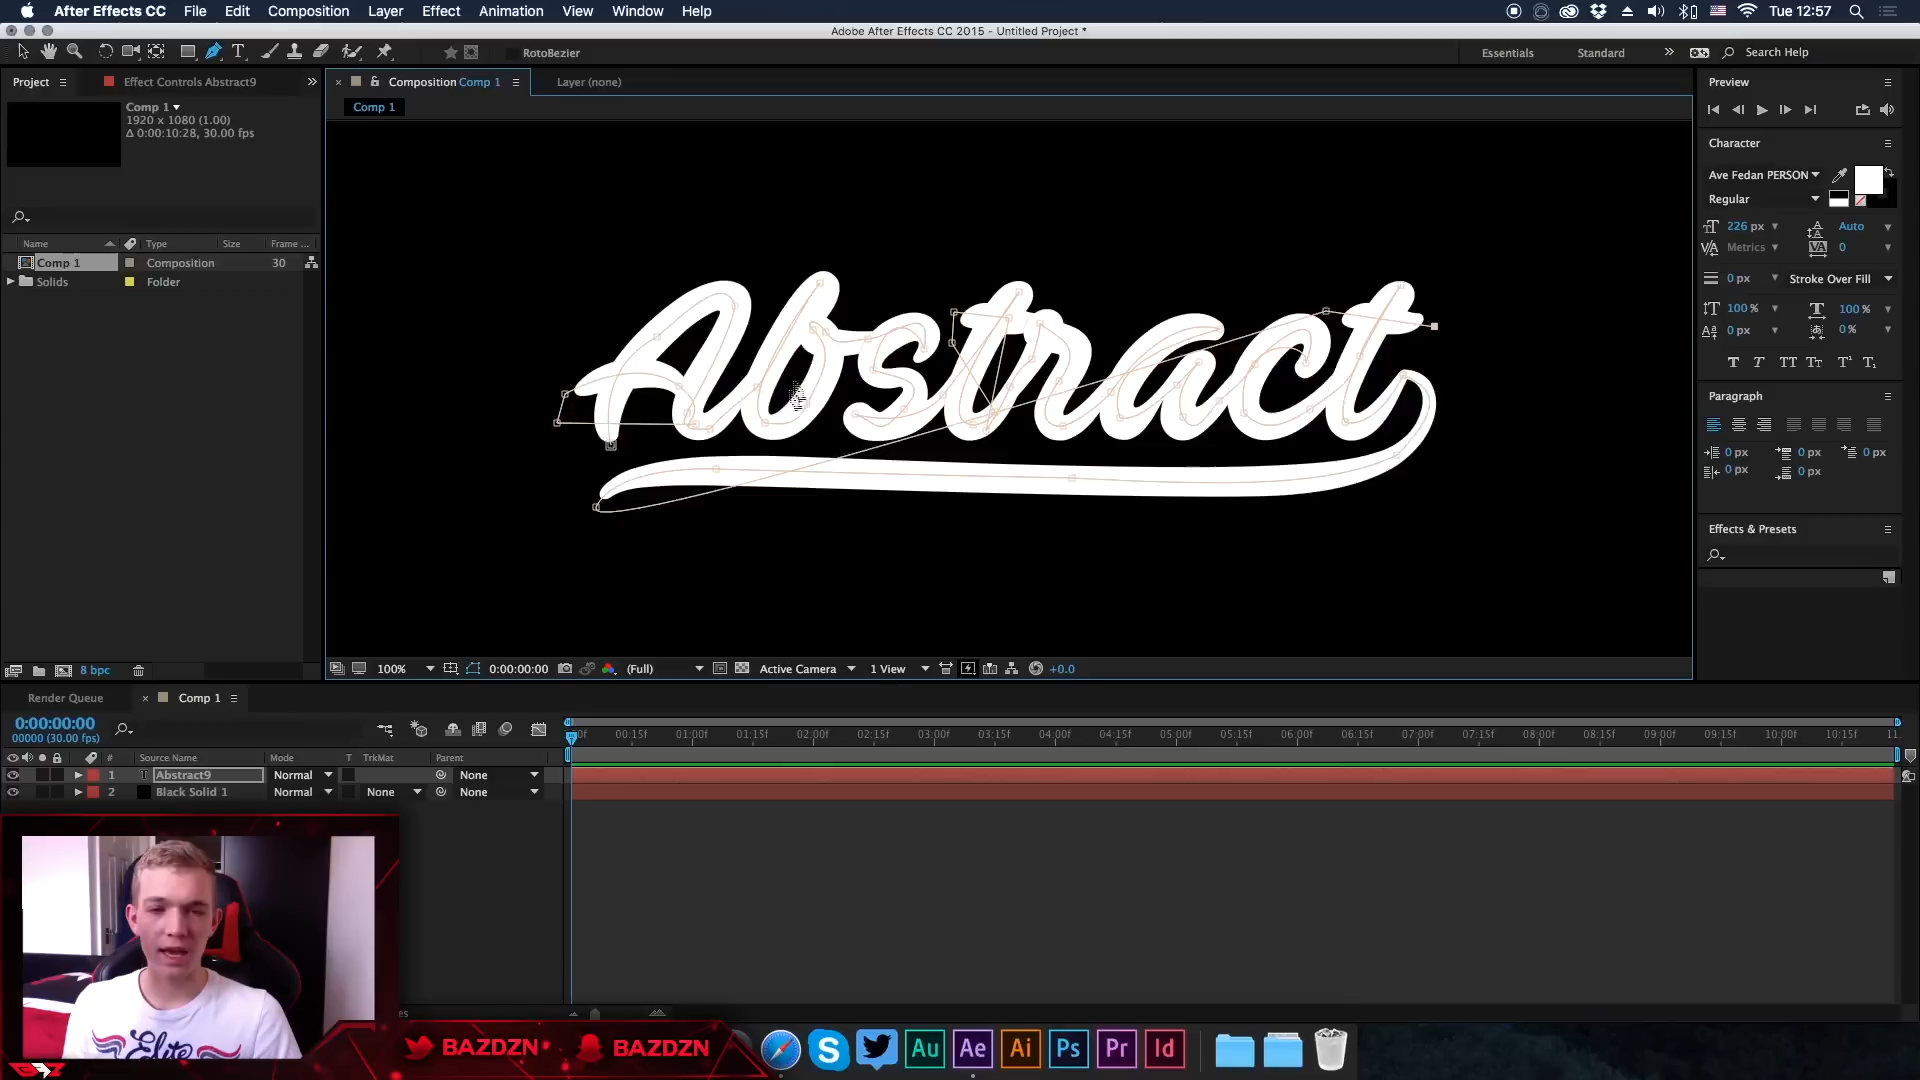 After Effects CC File Edit Composition Layer Effect Animation View Window Help Tue 12:57
Adobe After Effects CC 2015 - Untitled Project *
T RotoBezier Essentials Standard Search Help
Project Effect Controls Abstract9 Composition Comp 1 Layer (none) Preview
Comp 1
1920 x 1080 (1.00)
Δ 0:00:10:28, 30.00 fps
Comp 1
Character
Ave Fedan PERSON
Regular
226 px Auto
Metrics 0
0 px Stroke Over Fill
100 % 100 %
0 px 0 %
T T TT Tt T¹ T₁
Paragraph
0 px 0 px 0 px
0 px 0 px
Effects & Presets
Name Type Size Frame ...
Comp 1 Composition 30
Solids Folder
Abstract
8 bpc
100% 0:00:00:00 (Full) Active Camera 1 View +0.0
Render Queue Comp 1
0:00:00:00
00000 (30.00 fps)
00:15f 01:00f 01:15f 02:00f 02:15f 03:00f 03:15f 04:00f 04:15f 05:00f 05:15f 06:00f 06:15f 07:00f 07:15f 08:00f 08:15f 09:00f 09:15f 10:00f 10:15f 11.
# Source Name Mode T TrkMat Parent
1 T Abstract9 Normal None
2 Black Solid 1 Normal None None
Elite
BAZDZN BAZDZN
S Au Ae Ai Ps Pr Id